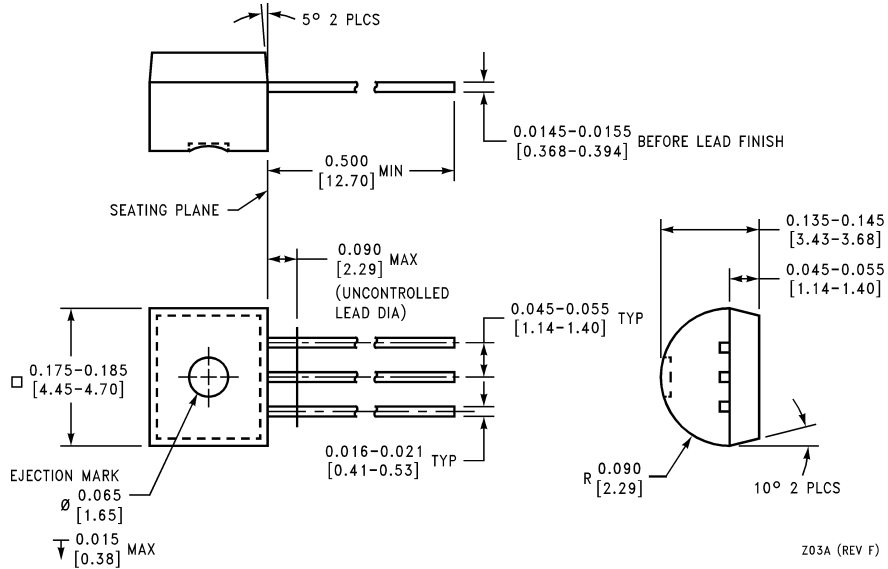 5° 2 PLCS
0.0145-0.0155
[0.368-0.394] BEFORE LEAD FINISH
0.500
[12.70] MIN
SEATING PLANE
0.135-0.145
[3.43-3.68]
0.090
[2.29] MAX
(UNCONTROLLED
LEAD DIA)
0.045-0.055
[1.14-1.40]
0.045-0.055
[1.14-1.40] TYP
□ 0.175-0.185
[4.45-4.70]
0.016-0.021
[0.41-0.53] TYP
EJECTION MARK
Ø 0.065
[1.65]
0.015
[0.38] MAX
R 0.090
[2.29]
10° 2 PLCS
Z03A (REV F)